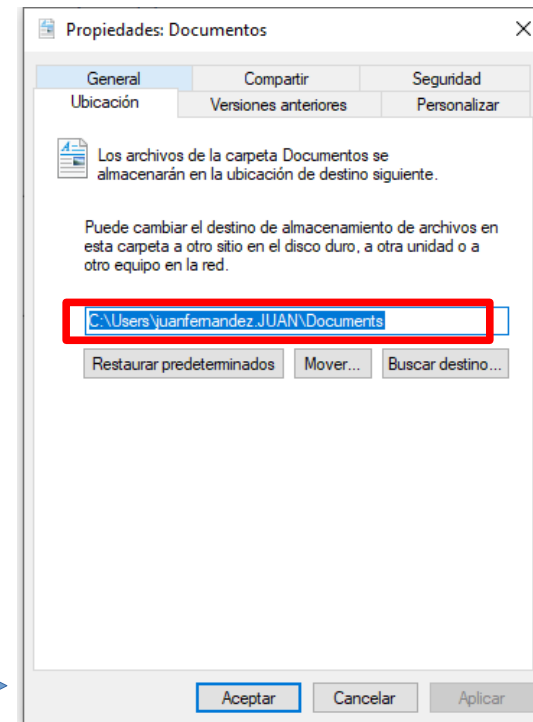 Propiedades: Documentos
General Compartir Seguridad
Ubicación Versiones anteriores Personalizar
Los archivos de la carpeta Documentos se
almacenarán en la ubicación de destino siguiente.
Puede cambiar el destino de almacenamiento de archivos en
esta carpeta a otro sitio en el disco duro, a otra unidad o a
otro equipo en la red.
C:\Users\juanfernandez.JUAN\Documents
Restaurar predeterminados Mover... Buscar destino...
Aceptar Cancelar Aplicar